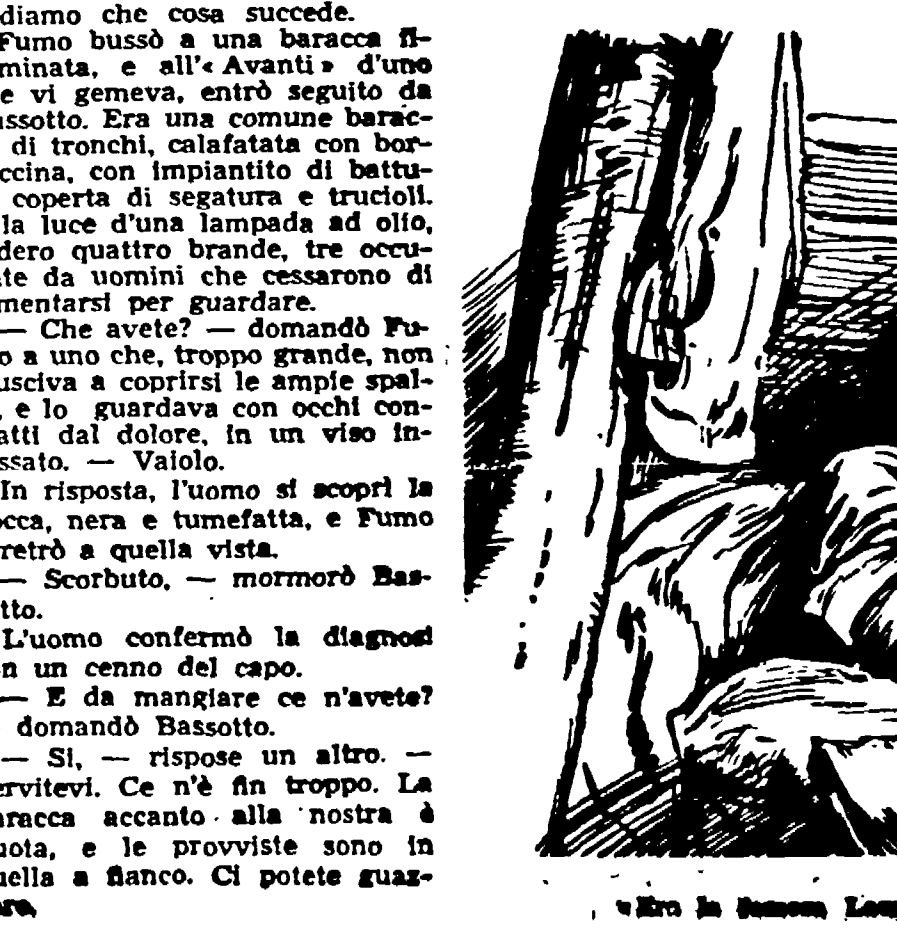 diamo che cosa succede.
Fumo bussò a una baracca il-
minata, e all'« Avanti » d'uno
e vi gemeva, entrò seguito da
assotto. Era una comune barac-
di tronchi, calafatata con bor-
ccina, con impiantito di battu-
coperta di segatura e trucioli.
la luce d'una lampada ad olio,
dero quattro brande, tre occu-
te da uomini che cessarono di
mentarsi per guardare.
— Che avete? — domandò Fu-
o a uno che, troppo grande, non
usciva a coprirsi le ampie spal-
, e lo guardava con occhi con-
atti dal dolore, in un viso in-
ssato. — Vaiolo.
In risposta, l'uomo si scoprì la
occa, nera e tumefatta, e Fumo
retrò a quella vista.
— Scorbuto, — mormorò Bas-
tto.
L'uomo confermò la diagnosi
n un cenno del capo.
— E da mangiare ce n'avete?
domandò Bassotto.
— Sì, — rispose un altro. —
ervitevi. Ce n'è fin troppo. La
aracca accanto alla nostra è
uota, e le provviste sono in
uella a fianco. Ci potete guaz-
are.
« Era la famosa